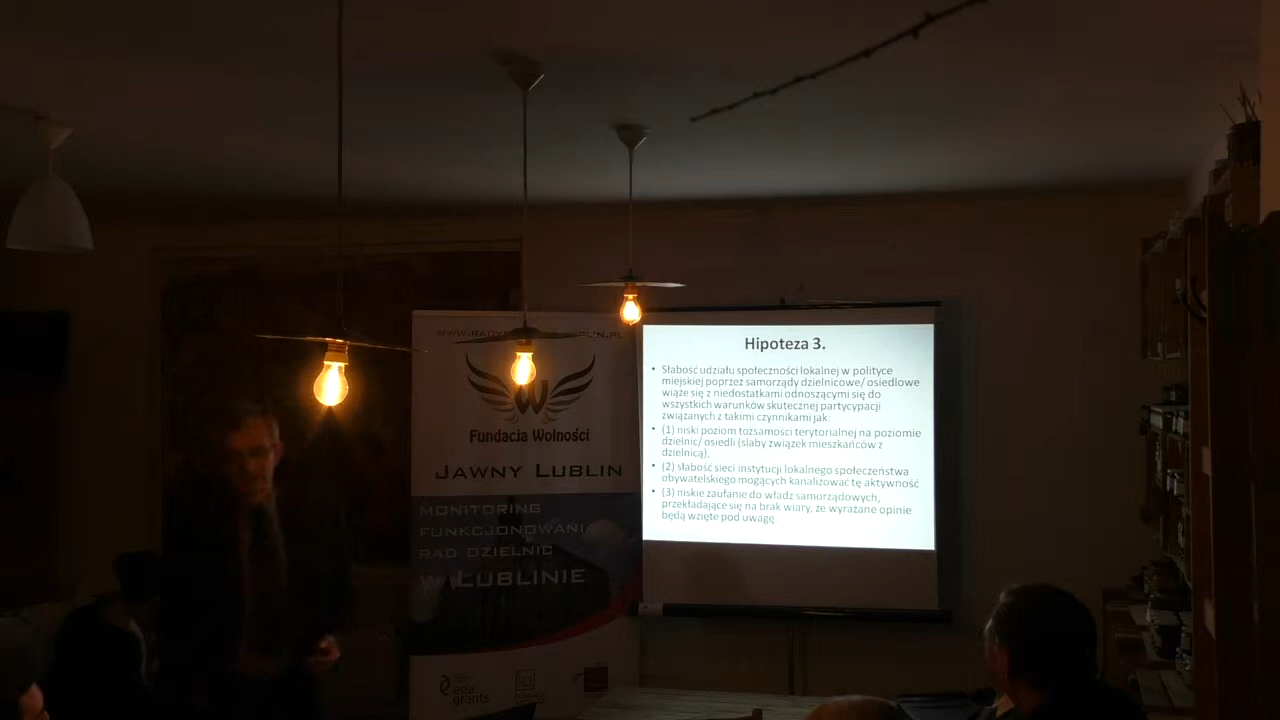 Fundacja Wolności
JAWNY LUBLIN
MONITORING
FUNKCJONOWANI
RAD DZIELNIC
W LUBLINIE
eea
grants
Hipoteza 3.
• Słabość udziału społeczności lokalnej w polityce
miejskiej poprzez samorządy dzielnicowe/ osiedlowe
wiąże się z niedostatkami odnoszącymi się do
wszystkich warunków skutecznej partycypacji
związanych z takimi czynnikami jak:
• (1) niski poziom tożsamości terytorialnej na poziomie
dzielnic/ osiedli (słaby związek mieszkańców z
dzielnicą),
• (2) słabość sieci instytucji lokalnego społeczeństwa
obywatelskiego mogących kanalizować tę aktywność
• (3) niskie zaufanie do władz samorządowych,
przekładające się na brak wiary, że wyrażane opinie
będą wzięte pod uwagę